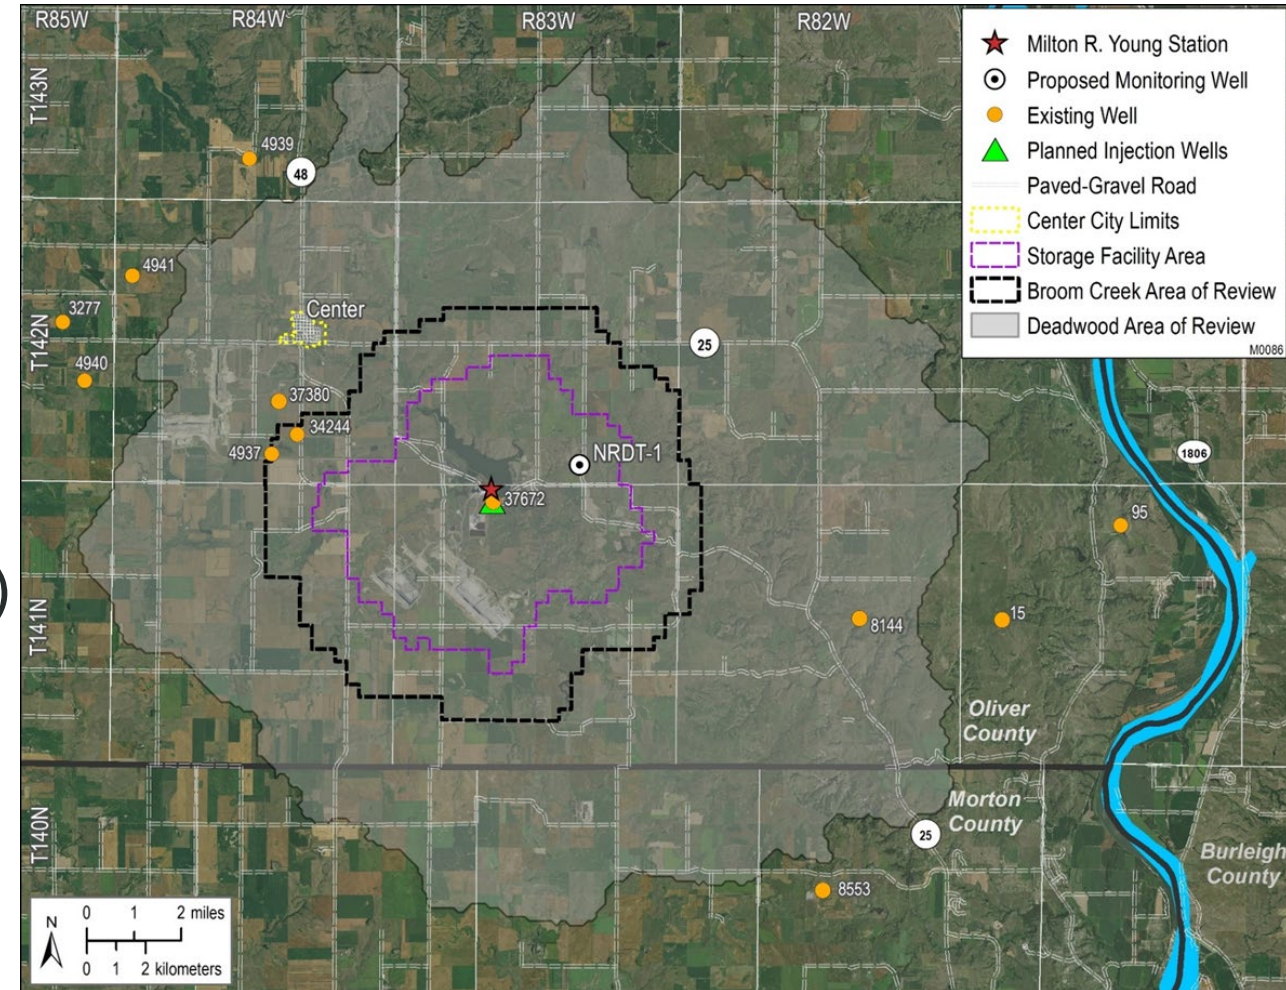 R85W
R84W
R83W
R82W
T143N
T142N
T141N
T140N
Milton R. Young Station
Proposed Monitoring Well
Existing Well
Planned Injection Wells
Paved-Gravel Road
Center City Limits
Storage Facility Area
Broom Creek Area of Review
Deadwood Area of Review
M0086
4939
48
4941
3277
4940
Center
25
37380
34244
4937
NRDT-1
37672
1806
95
15
8144
Oliver
County
Morton
County
25
Burleigh
County
8553
N
0 1 2 miles
0 1 2 kilometers
)